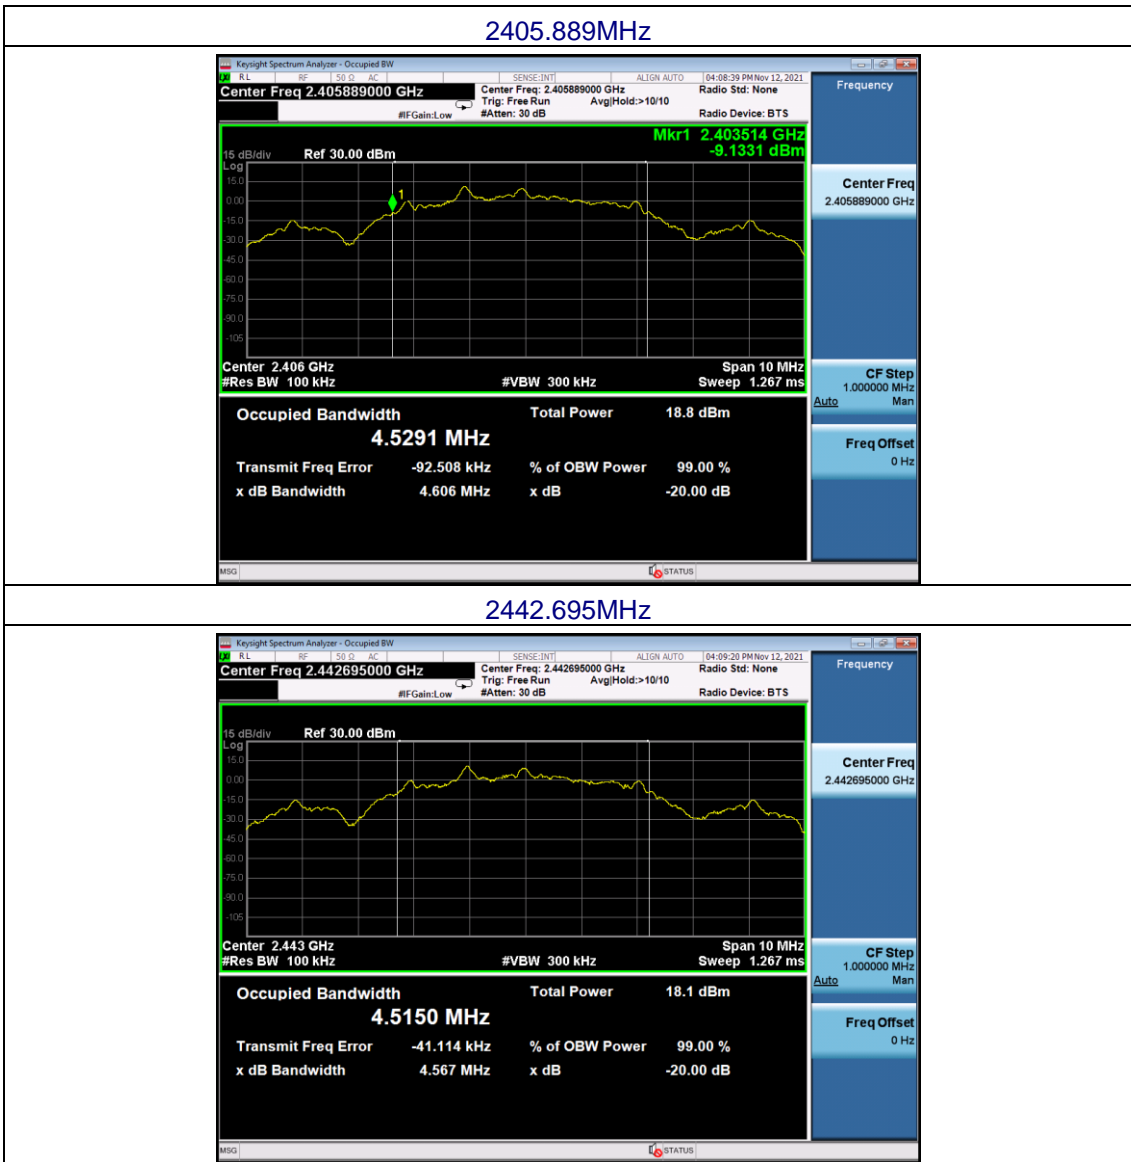 2405.889MHz
Keysight Spectrum Analyzer - Occupied BW
LXI RL RF 50 Ω AC SENSE:INT ALIGN AUTO 04:08:39 PM Nov 12, 2021
Center Freq 2.405889000 GHz Center Freq: 2.405889000 GHz Radio Std: None
Trig: Free Run Avg|Hold:>10/10
#IFGain:Low #Atten: 30 dB Radio Device: BTS
Frequency
Mkr1 2.403514 GHz
15 dB/div Ref 30.00 dBm -9.1331 dBm
Log
15.0
0.00
-15.0
-30.0
-45.0
-60.0
-75.0
-90.0
-105
1
Center Freq
2.405889000 GHz
Center 2.406 GHz Span 10 MHz
#Res BW 100 kHz #VBW 300 kHz Sweep 1.267 ms
CF Step
1.000000 MHz
Auto Man
Occupied Bandwidth Total Power 18.8 dBm
4.5291 MHz
Transmit Freq Error -92.508 kHz % of OBW Power 99.00 %
x dB Bandwidth 4.606 MHz x dB -20.00 dB
Freq Offset
0 Hz
MSG STATUS
2442.695MHz
Keysight Spectrum Analyzer - Occupied BW
LXI RL RF 50 Ω AC SENSE:INT ALIGN AUTO 04:09:20 PM Nov 12, 2021
Center Freq 2.442695000 GHz Center Freq: 2.442695000 GHz Radio Std: None
Trig: Free Run Avg|Hold:>10/10
#IFGain:Low #Atten: 30 dB Radio Device: BTS
Frequency
15 dB/div Ref 30.00 dBm
Log
15.0
0.00
-15.0
-30.0
-45.0
-60.0
-75.0
-90.0
-105
Center Freq
2.442695000 GHz
Center 2.443 GHz Span 10 MHz
#Res BW 100 kHz #VBW 300 kHz Sweep 1.267 ms
CF Step
1.000000 MHz
Auto Man
Occupied Bandwidth Total Power 18.1 dBm
4.5150 MHz
Transmit Freq Error -41.114 kHz % of OBW Power 99.00 %
x dB Bandwidth 4.567 MHz x dB -20.00 dB
Freq Offset
0 Hz
MSG STATUS